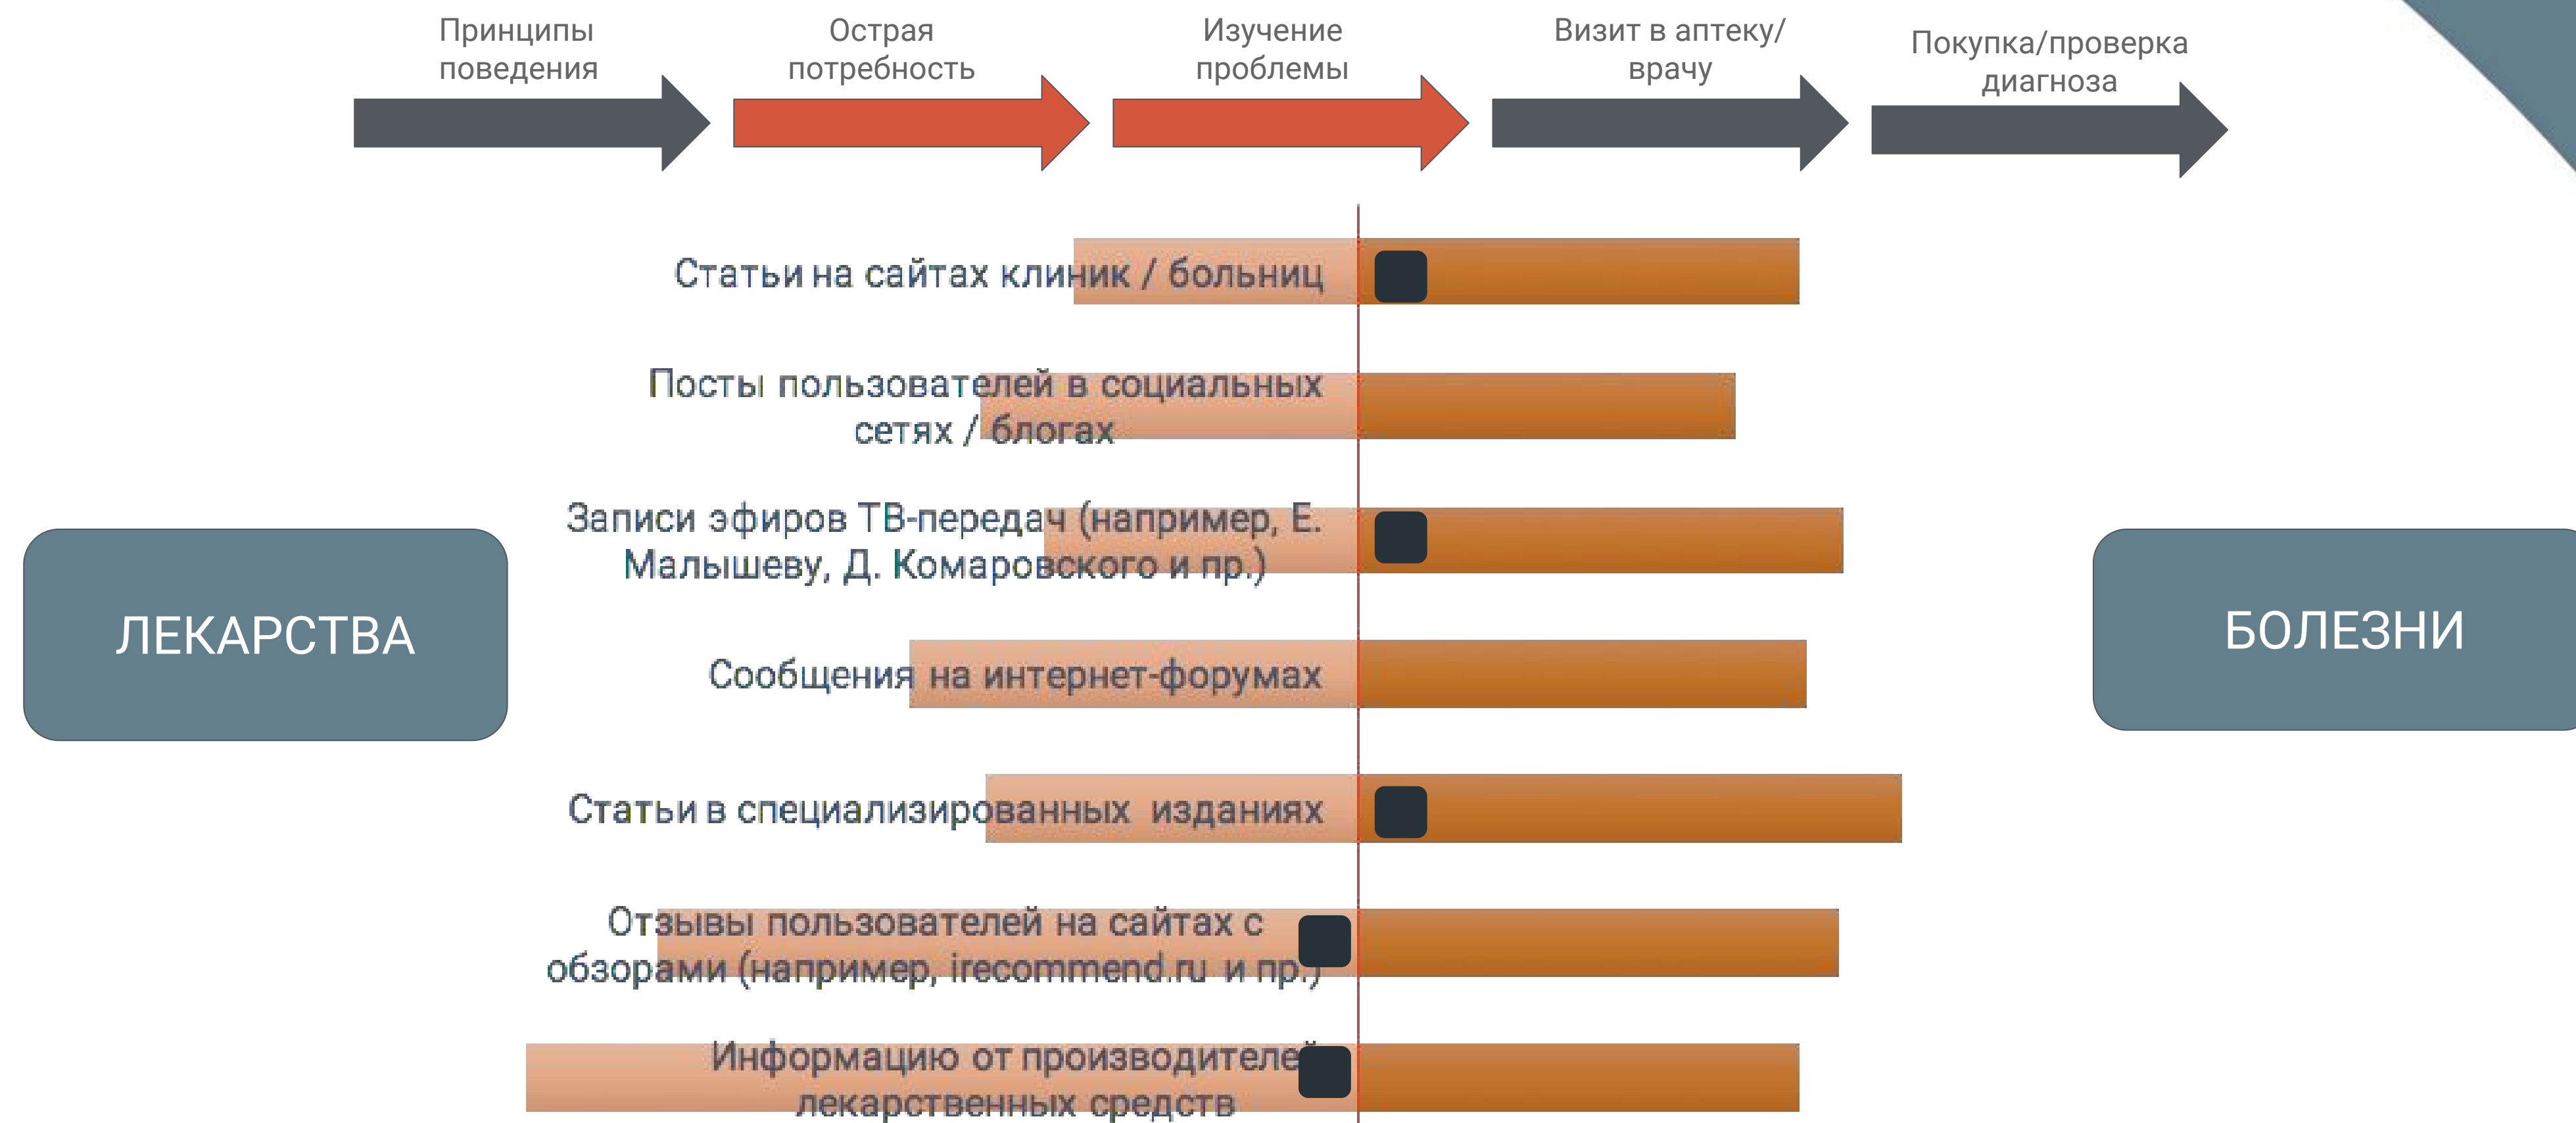 Принципы
поведения
Острая
потребность
Изучение
проблемы
Визит в аптеку/
врачу
Покупка/проверка
диагноза
Статьи на сайтах клиник / больниц
Посты пользователей в социальных
сетях / блогах
Записи эфиров ТВ-передач (например, Е.
Малышеву, Д. Комаровского и пр.)
ЛЕКАРСТВА
БОЛЕЗНИ
Сообщения на интернет-форумах
Статьи в специализированных изданиях
Отзывы пользователей на сайтах с
обзорами (например, irecommend.ru и пр.)
Информацию от производителей
лекарственных средств